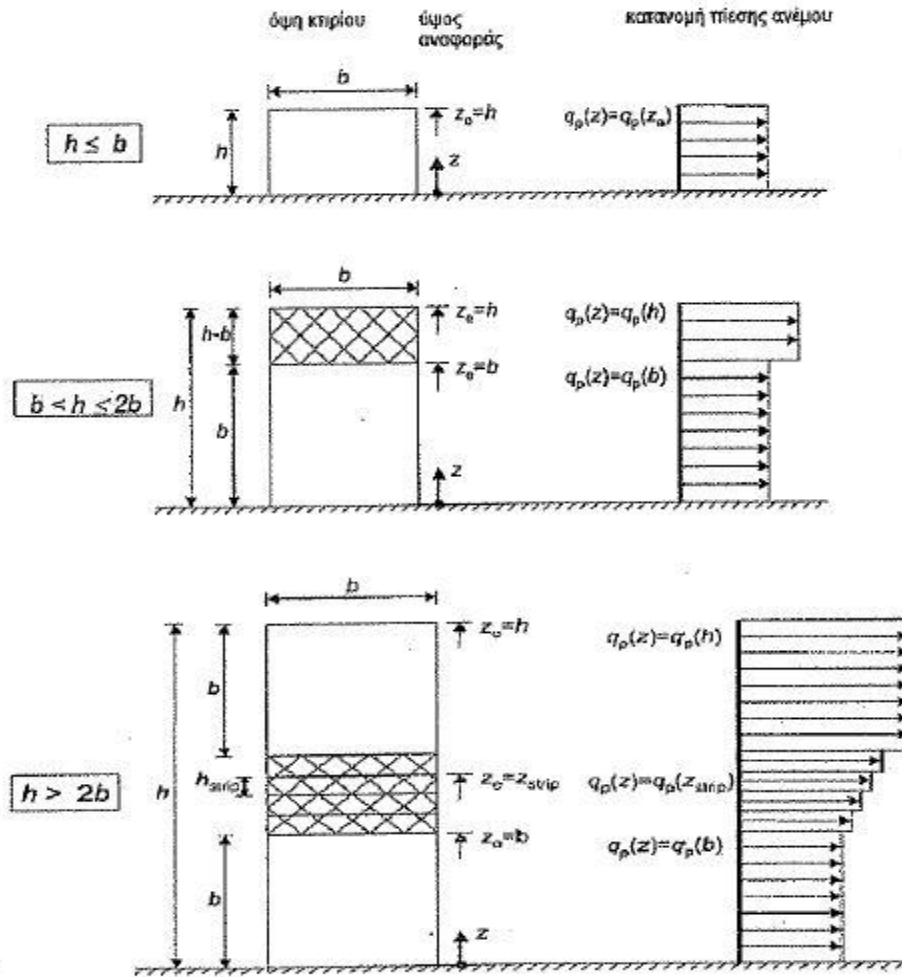 όψη κτιρίου
ύψος
αναφοράς
κατανομή πίεσης ανέμου
b
h ≤ b
h
z_e=h
z
q_p(z)=q_p(z_e)
b
b < h ≤ 2b
h
h-b
b
z_e=h
z_e=b
z
q_p(z)=q_p(h)
q_p(z)=q_p(b)
b
h > 2b
h
b
h_strip
b
z_e=h
z_e=z_strip
z_e=b
z
q_p(z)=q_p(h)
q_p(z)=q_p(z_strip)
q_p(z)=q_p(b)